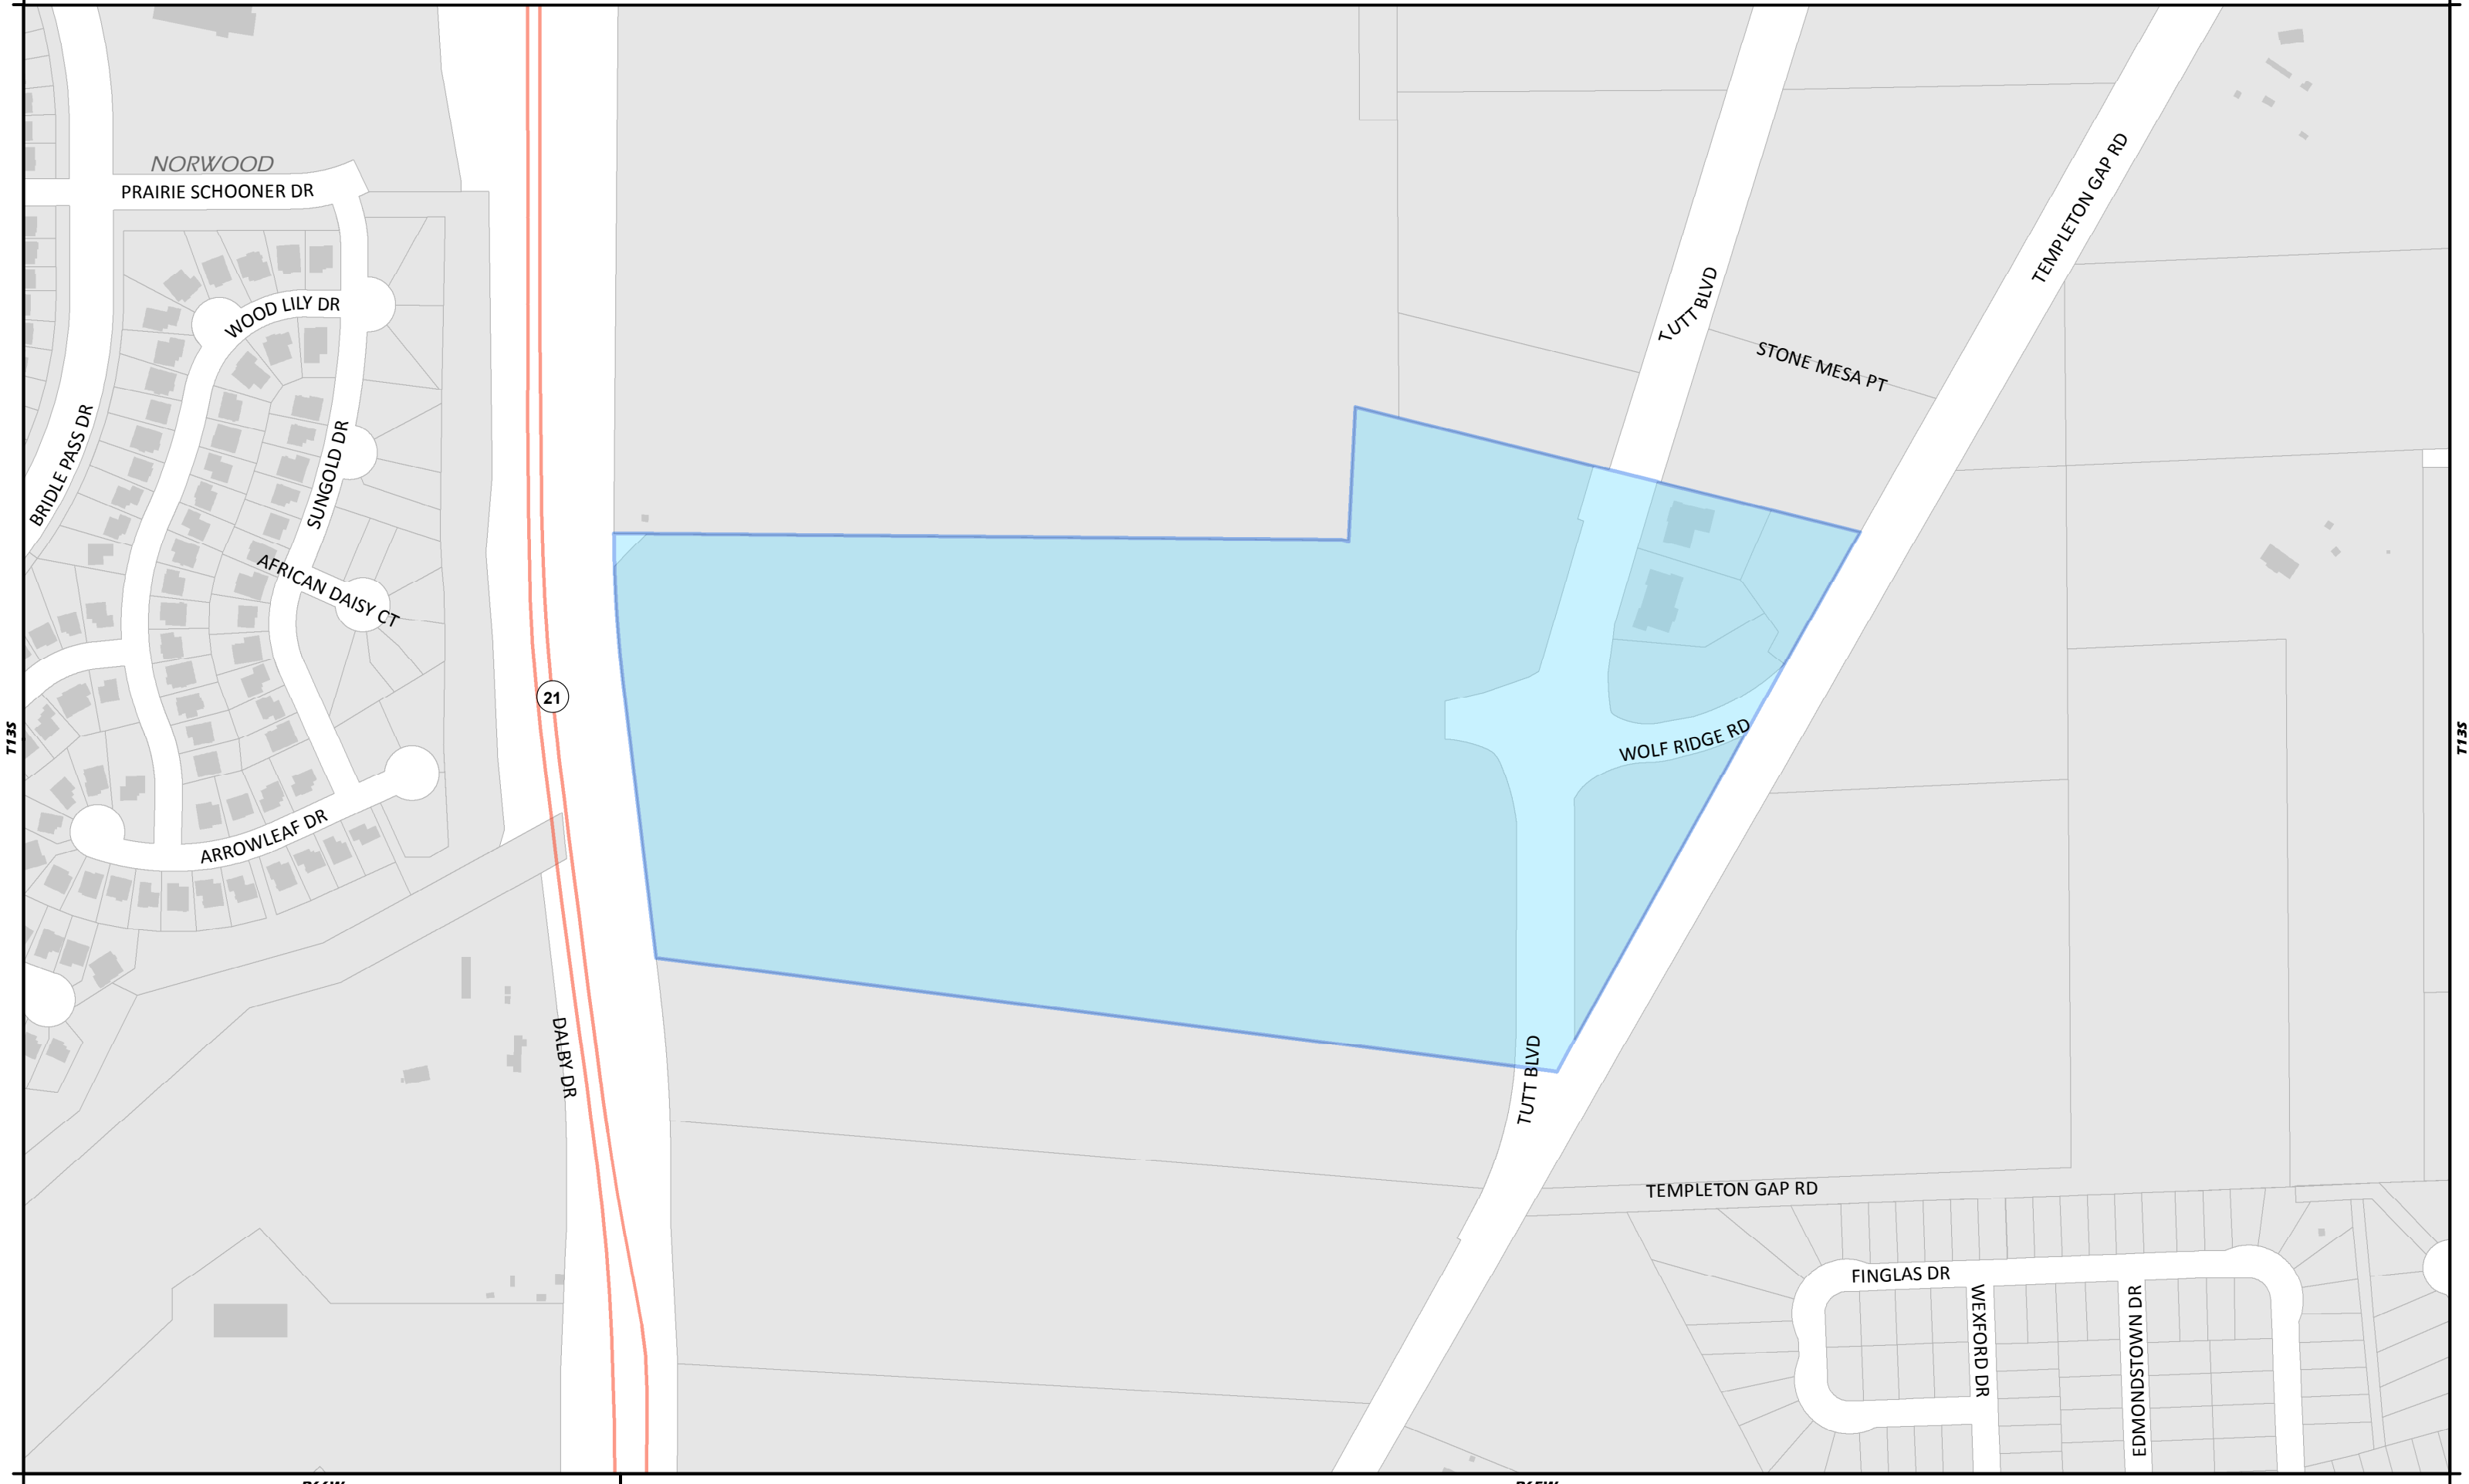 NORWOOD
PRAIRIE SCHOONER DR
TEMPLETON GAP RD
WOOD LILY DR
TUTT BLVD
STONE MESA PT
BRIDLE PASS DR
SUNGOLD DR
AFRICAN DAISY CT
21
T13S
T13S
WOLF RIDGE RD
ARROWLEAF DR
DALBY DR
TUTT BLVD
TEMPLETON GAP RD
FINGLAS DR
WEXFORD DR
EDMONDSTOWN DR